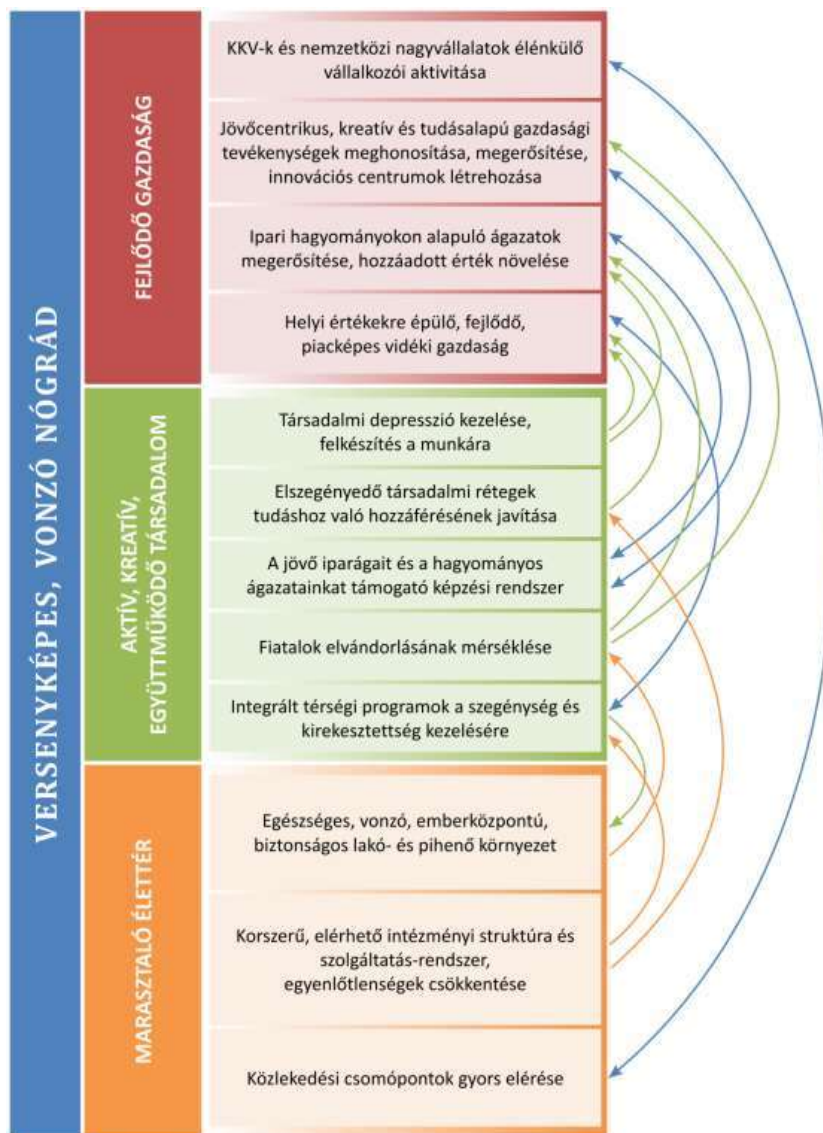 VERSENYKÉPES, VONZÓ NÓGRÁD
FEJLŐDŐ GAZDASÁG
KKV-k és nemzetközi nagyvállalatok élénkülő
vállalkozói aktivitása
Jövőcentrikus, kreatív és tudásalapú gazdasági
tevékenységek meghonosítása, megerősítése,
innovációs centrumok létrehozása
Ipari hagyományokon alapuló ágazatok
megerősítése, hozzáadott érték növelése
Helyi értékekre épülő, fejlődő,
piacképes vidéki gazdaság
AKTÍV, KREATÍV,
EGYÜTTMŰKÖDŐ TÁRSADALOM
Társadalmi depresszió kezelése,
felkészítés a munkára
Elszegényedő társadalmi rétegek
tudáshoz való hozzáférésének javítása
A jövő iparágait és a hagyományos
ágazatainkat támogató képzési rendszer
Fiatalok elvándorlásának mérséklése
Integrált térségi programok a szegénység és
kirekesztettség kezelésére
MARASZTALÓ ÉLETTÉR
Egészséges, vonzó, emberközpontú,
biztonságos lakó- és pihenő környezet
Korszerű, elérhető intézményi struktúra és
szolgáltatás-rendszer,
egyenlőtlenségek csökkentése
Közlekedési csomópontok gyors elérése